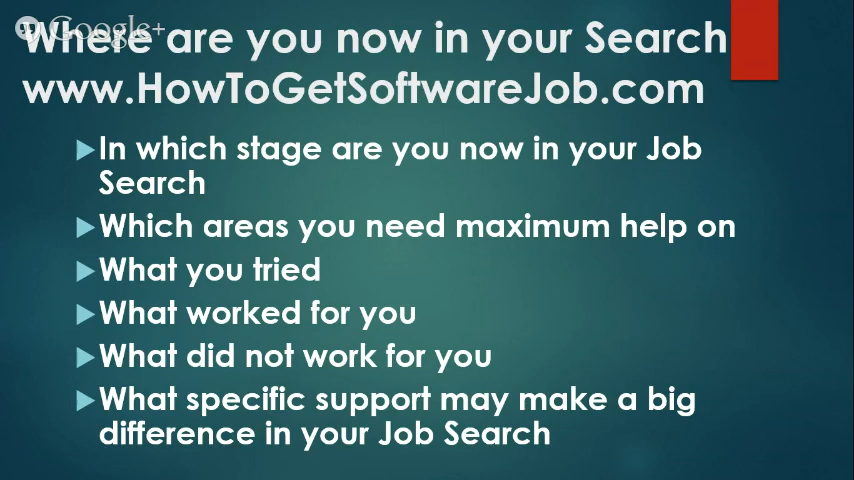 Google+
Where are you now in your Search
www.HowToGetSoftwareJob.com
In which stage are you now in your Job
Search
Which areas you need maximum help on
What you tried
What worked for you
What did not work for you
What specific support may make a big
difference in your Job Search